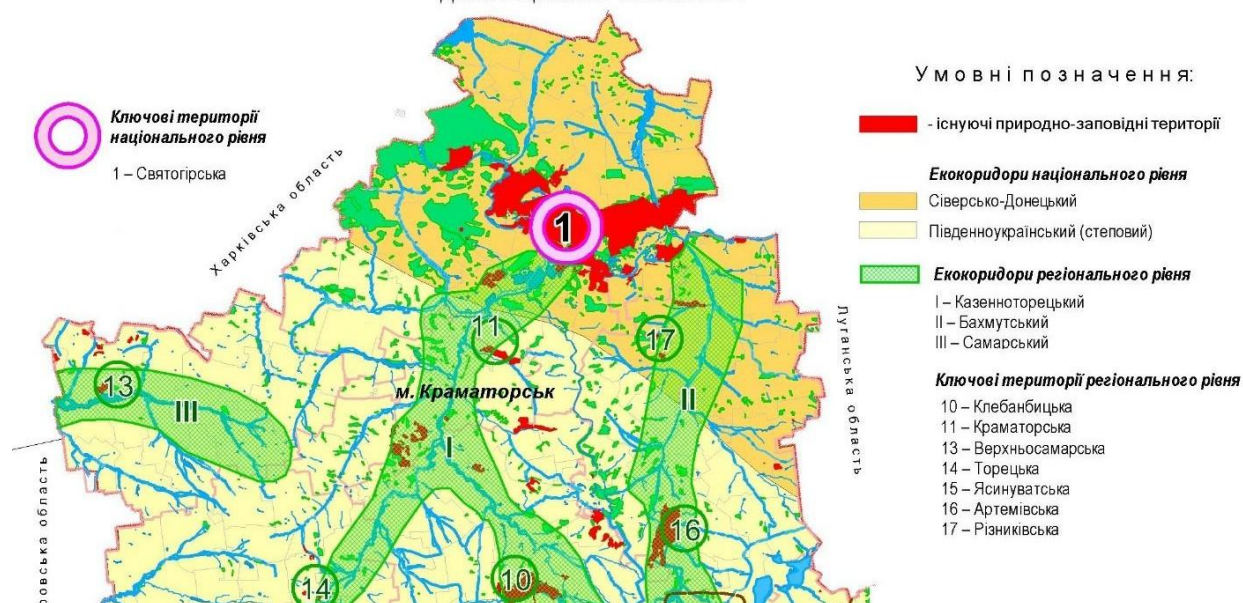 Ключові території
національного рівня
1 – Святогірська
Харківська область
1
11
17
13
III
м. Краматорськ
II
I
16
14
10
ровська область
Луганська область
Умовні позначення:
- існуючі природно-заповідні території
Екокоридори національного рівня
Сіверсько-Донецький
Південноукраїнський (степовий)
Екокоридори регіонального рівня
I – Казенноторецький
II – Бахмутський
III – Самарський
Ключові території регіонального рівня
10 – Клебанбицька
11 – Краматорська
13 – Верхньосамарська
14 – Торецька
15 – Ясинуватська
16 – Артемівська
17 – Різниківська